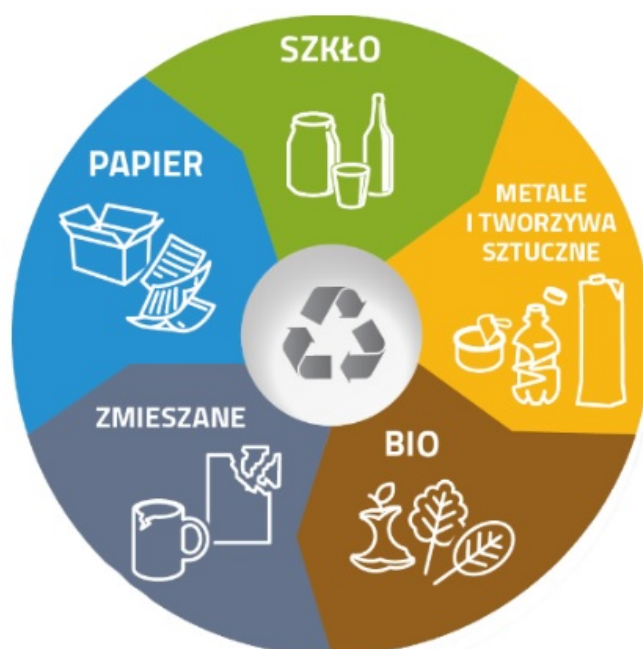 SZKŁO
PAPIER
METALE
I TWORZYWA
SZTUCZNE
ZMIESZANE
BIO